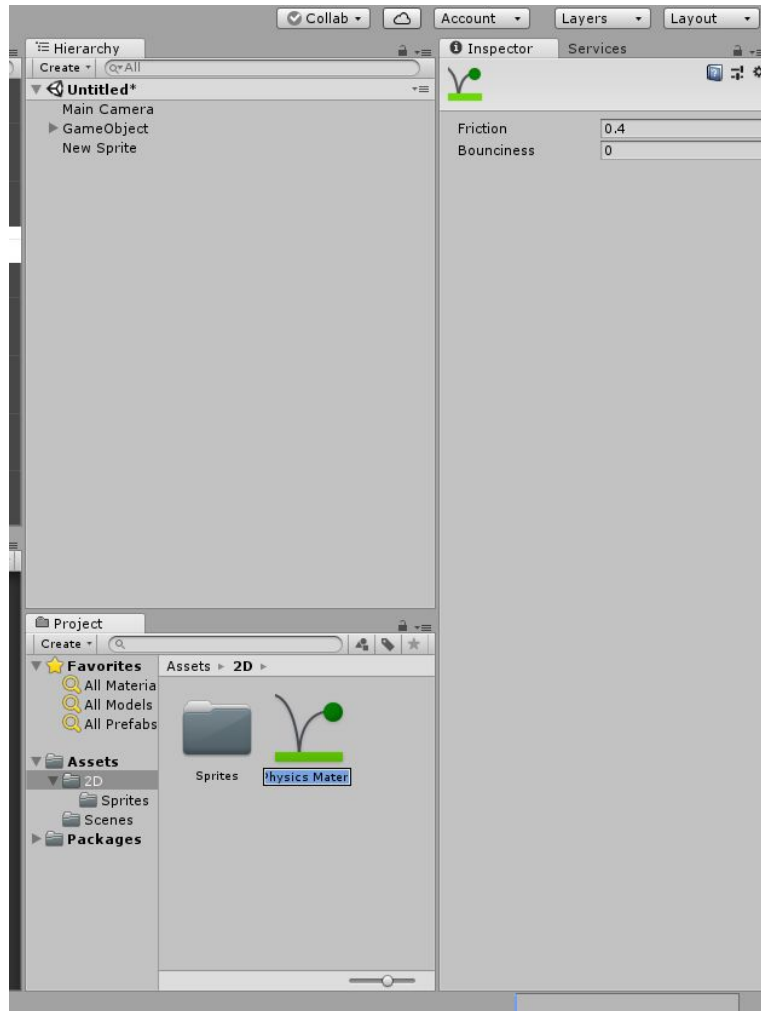 Collab
Account
Layers
Layout
Hierarchy
Create
All
Untitled*
Main Camera
GameObject
New Sprite
Inspector
Services
Friction 0.4
Bounciness 0
Project
Create
Favorites
All Materia
All Models
All Prefabs
Assets
2D
Sprites
Scenes
Packages
Assets ▸ 2D ▸
Sprites
hysics Mater